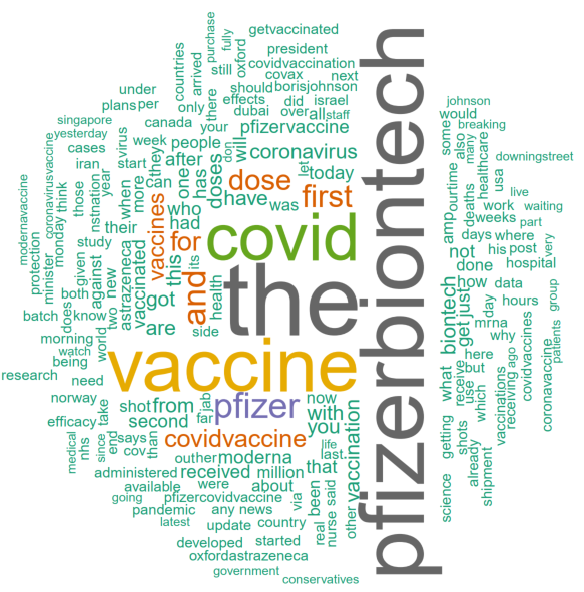 getvaccinated
purchase
fully
oxford
president
only
countries
arrived
still
covidvaccination
covax
next
under
should
borisjohnson
plans
per
there
effects
did
israel
dubai
over
all
staff
singapore
canada
your
pfizervaccine
johnson
would
yesterday
virus
week
people
don
will
coronavirus
let
today
some
also
many
breaking
healthcare
downingstreet
cases
iran
start
they
after
doses
modernavaccine
coronavirusvaccine
think
those
year
nstnation
when
more
can
one
has
dose
first
have
was
ourtime
deaths
usa
live
work
waiting
weeks
part
vaccines
who
had
covid
amp
days
where
his
post
very
protection
minister
monday
study
their
for
this
its
not
done
hospital
given
against
new
astrazeneca
vaccinated
and
health
the
pfizerbiontech
both
two
got
biontech
get
just
now
data
group
batch
know
does
world
are
side
day
hours
mrna
why
patients
morning
watch
being
vaccine
what
receive
use
but
here
which
ago
vaccinations
receiving
covidvaccines
coronavaccine
research
need
norway
take
shot
from
jab
pfizer
now
with
efficacy
since
end
second
far
you
vaccination
medical
nhs
says
cov
than
covidvaccine
life
last
getting
already
shots
shipment
science
outher
moderna
that
administered
received
million
other
available
were
about
going
pfizercovidvaccine
via
real
been
nurse
said
pandemic
any
news
latest
update
country
developed
started
oxfordastrazeneca
government
conservatives